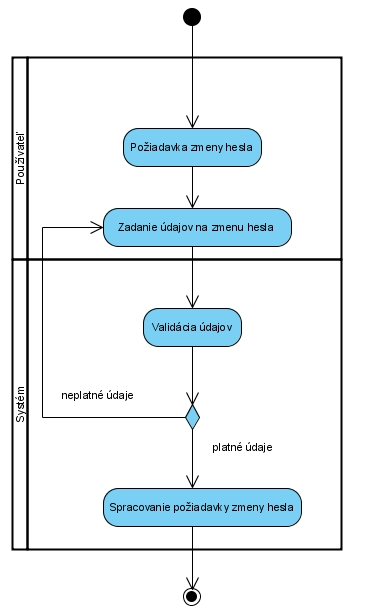 Používateľ
Požiadavka zmeny hesla
Zadanie údajov na zmenu hesla
Systém
Validácia údajov
neplatné údaje
platné údaje
Spracovanie požiadavky zmeny hesla